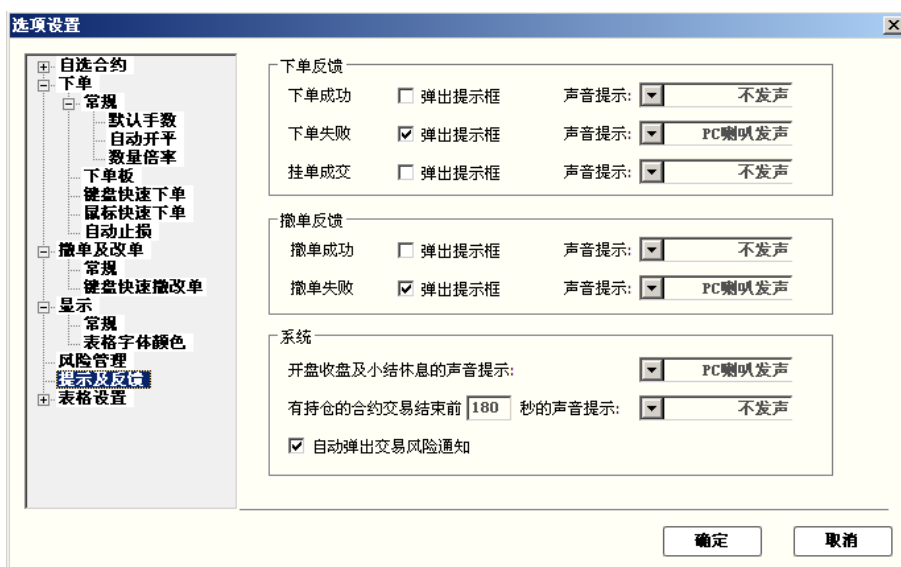 选项设置
自选合约
下单
常规
默认手数
自动开平
数量倍率
下单板
键盘快速下单
鼠标快速下单
自动止损
撤单及改单
常规
键盘快速撤改单
显示
常规
表格字体颜色
风险管理
提示及反馈
表格设置
下单反馈
下单成功 弹出提示框 声音提示: 不发声
下单失败 弹出提示框 声音提示: PC喇叭发声
挂单成交 弹出提示框 声音提示: 不发声
撤单反馈
撤单成功 弹出提示框 声音提示: 不发声
撤单失败 弹出提示框 声音提示: PC喇叭发声
系统
开盘收盘及小结休息的声音提示: PC喇叭发声
有持仓的合约交易结束前 180 秒的声音提示: 不发声
自动弹出交易风险通知
确定 取消